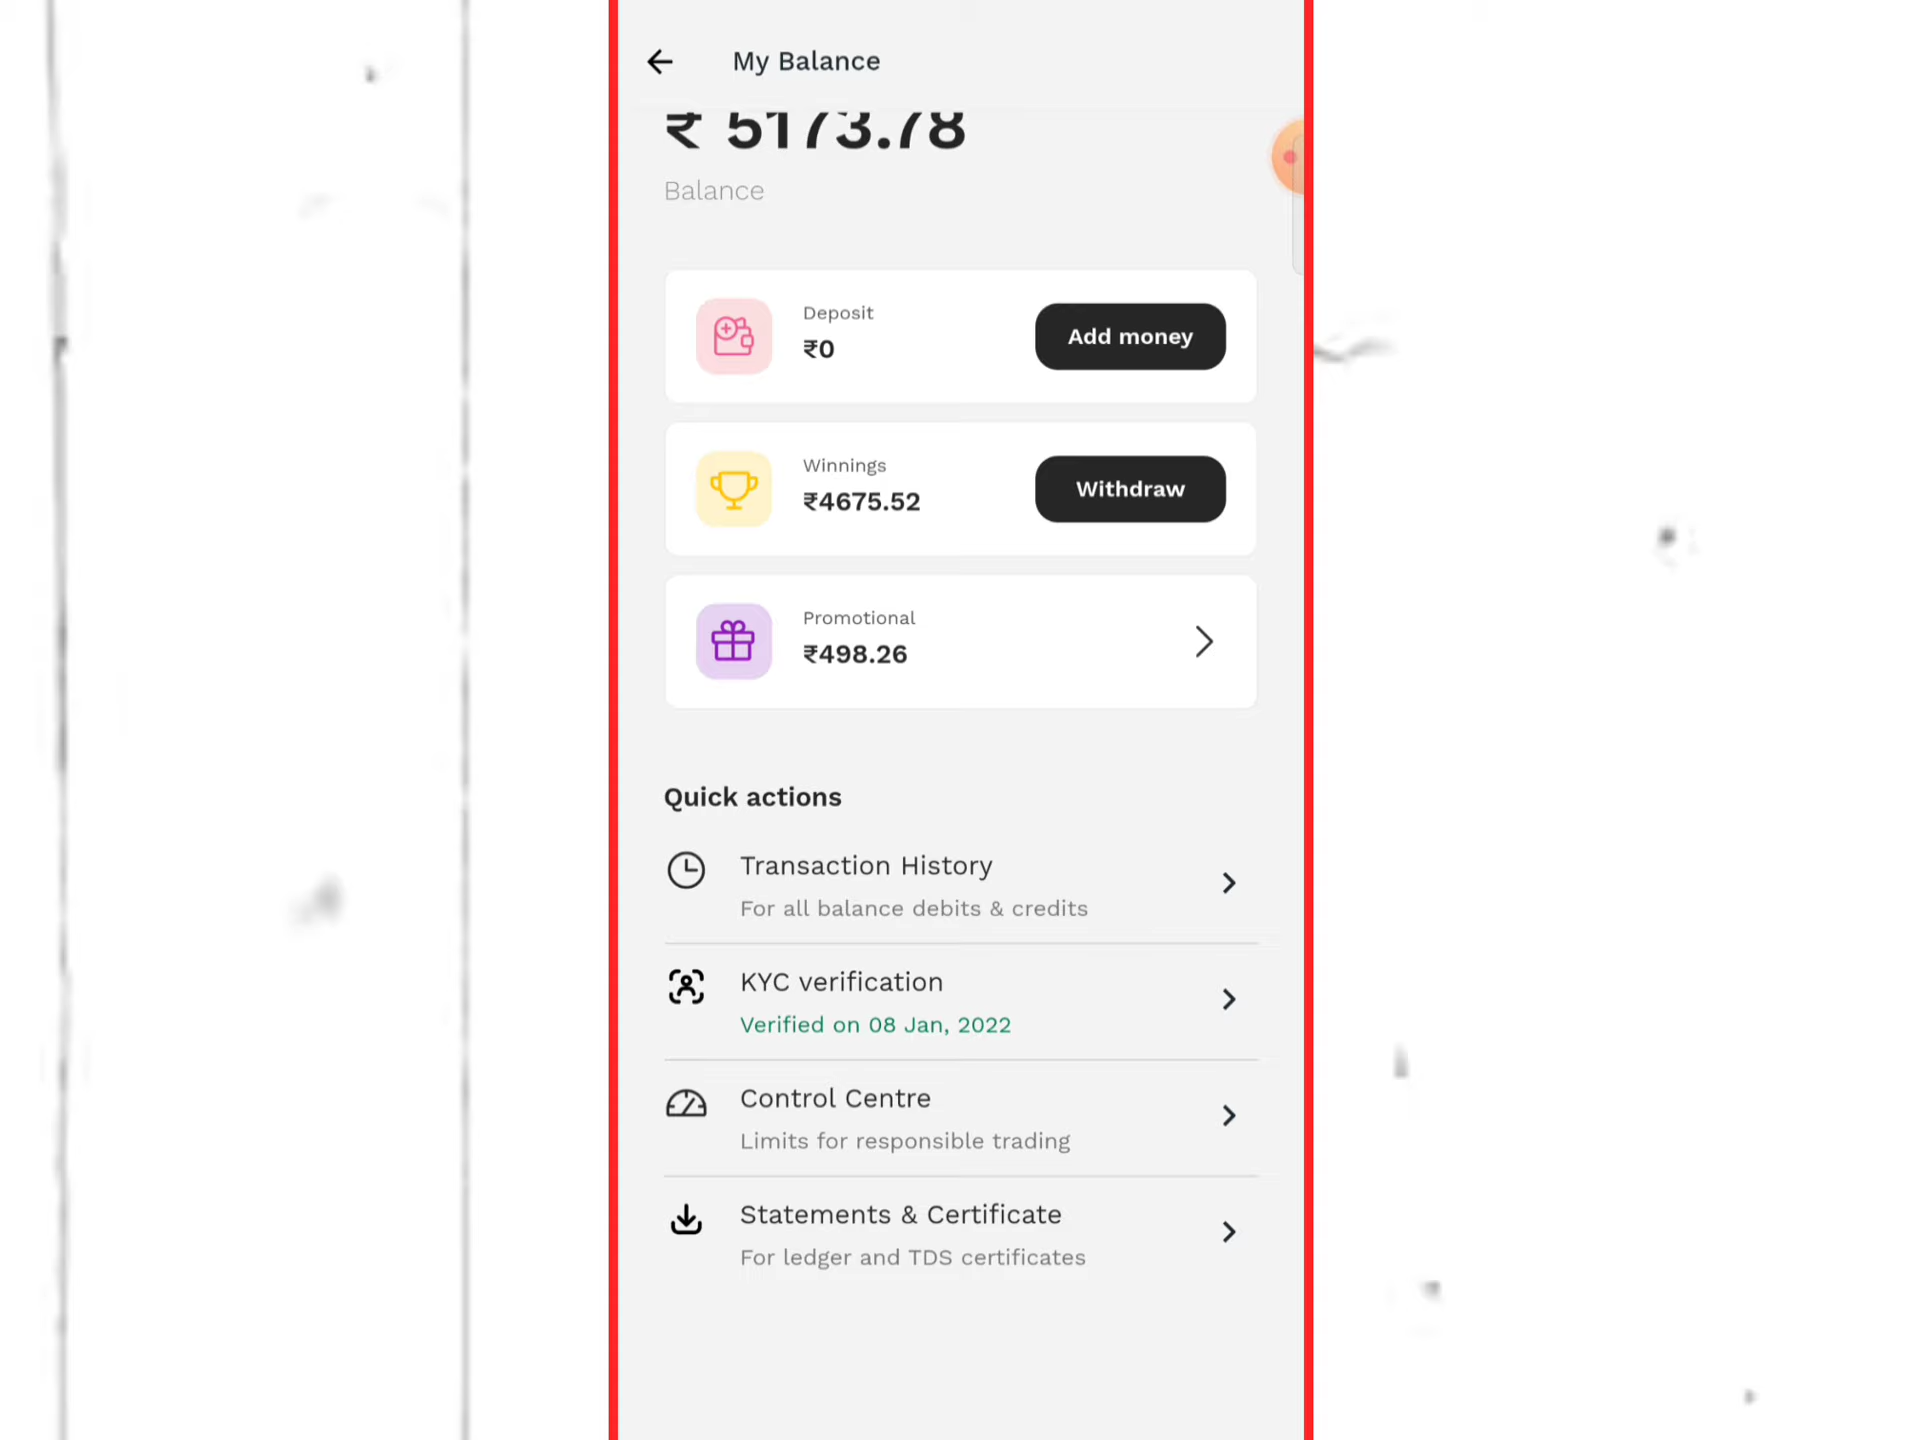 My Balance
₹ 5173.78
Balance
Deposit
₹0
Add money
Winnings
₹4675.52
Withdraw
Promotional
₹498.26
Quick actions
Transaction History
For all balance debits & credits
KYC verification
Verified on 08 Jan, 2022
Control Centre
Limits for responsible trading
Statements & Certificate
For ledger and TDS certificates